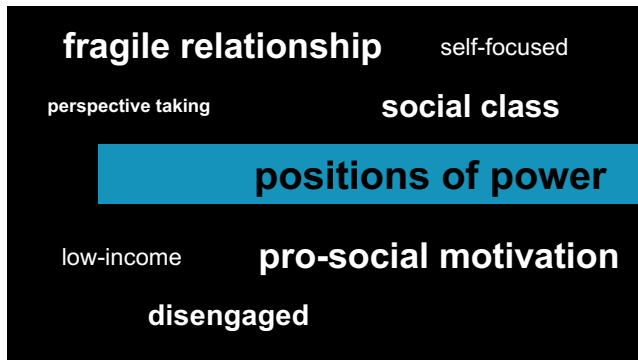 fragile relationship self-focused
perspective taking social class
positions of power
low-income pro-social motivation
disengaged